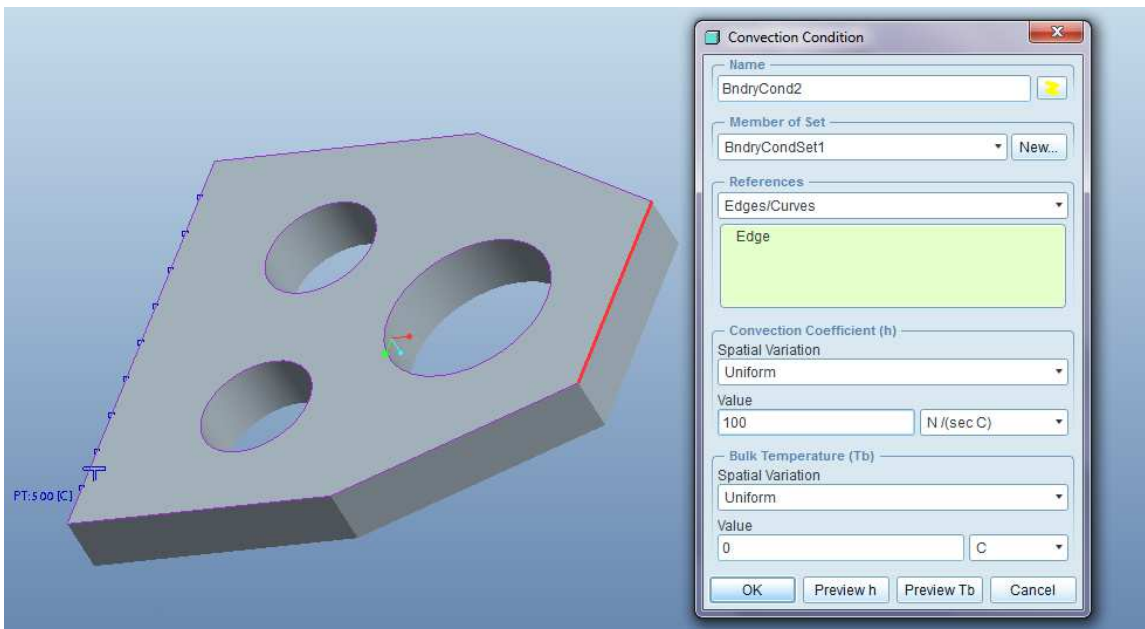 Convection Condition
Name
BndryCond2
Member of Set
BndryCondSet1
New...
References
Edges/Curves
Edge
Convection Coefficient (h)
Spatial Variation
Uniform
Value
100
N /(sec C)
Bulk Temperature (Tb)
Spatial Variation
Uniform
Value
0
C
OK
Preview h
Preview Tb
Cancel
PT:500 [C]